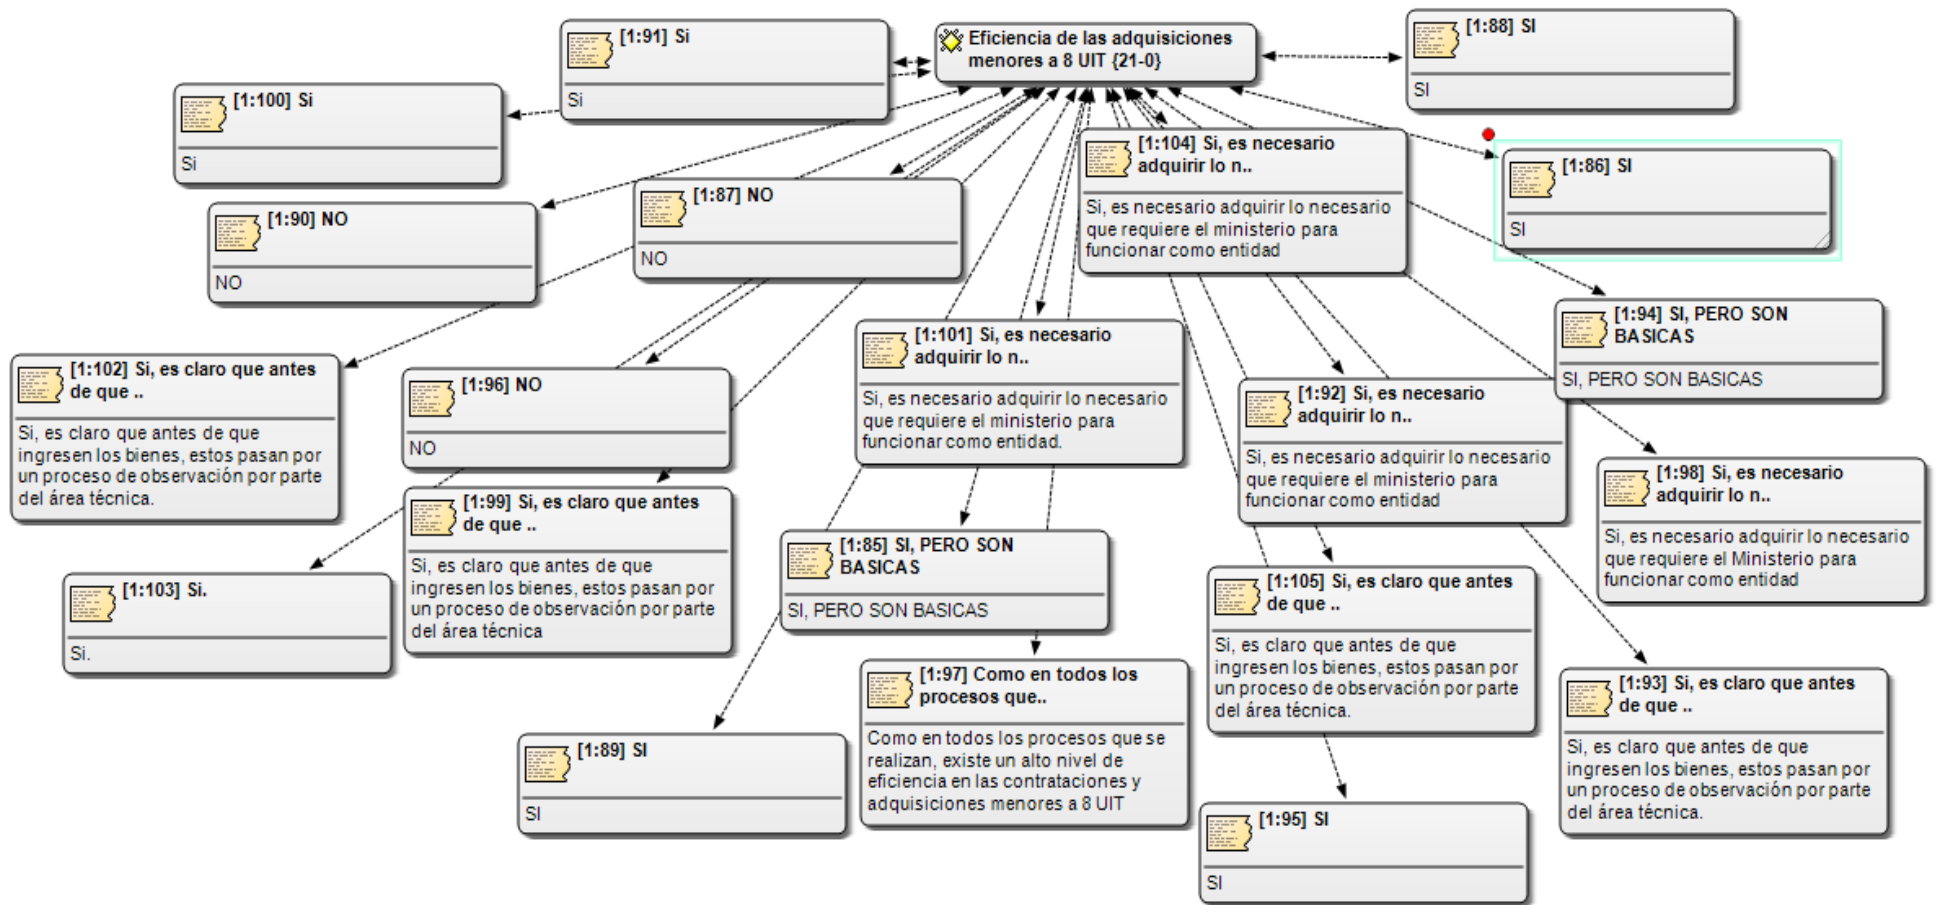 [1:91] Si
Si
Eficiencia de las adquisiciones
menores a 8 UIT {21-0}
[1:88] SI
SI
[1:100] Si
Si
[1:104] Si, es necesario
adquirir lo n..
Si, es necesario adquirir lo necesario
que requiere el ministerio para
funcionar como entidad
[1:86] SI
SI
[1:90] NO
NO
[1:87] NO
NO
[1:94] SI, PERO SON
BASICAS
SI, PERO SON BASICAS
[1:102] Si, es claro que antes
de que ..
Si, es claro que antes de que
ingresen los bienes, estos pasan por
un proceso de observación por parte
del área técnica.
[1:96] NO
NO
[1:101] Si, es necesario
adquirir lo n..
Si, es necesario adquirir lo necesario
que requiere el ministerio para
funcionar como entidad.
[1:92] Si, es necesario
adquirir lo n..
Si, es necesario adquirir lo necesario
que requiere el ministerio para
funcionar como entidad
[1:98] Si, es necesario
adquirir lo n..
Si, es necesario adquirir lo necesario
que requiere el Ministerio para
funcionar como entidad
[1:99] Si, es claro que antes
de que ..
Si, es claro que antes de que
ingresen los bienes, estos pasan por
un proceso de observación por parte
del área técnica
[1:85] SI, PERO SON
BASICAS
SI, PERO SON BASICAS
[1:103] Si.
Si.
[1:105] Si, es claro que antes
de que ..
Si, es claro que antes de que
ingresen los bienes, estos pasan por
un proceso de observación por parte
del área técnica.
[1:97] Como en todos los
procesos que..
Como en todos los procesos que se
realizan, existe un alto nivel de
eficiencia en las contrataciones y
adquisiciones menores a 8 UIT
[1:93] Si, es claro que antes
de que ..
Si, es claro que antes de que
ingresen los bienes, estos pasan por
un proceso de observación por parte
del área técnica.
[1:89] SI
SI
[1:95] SI
SI